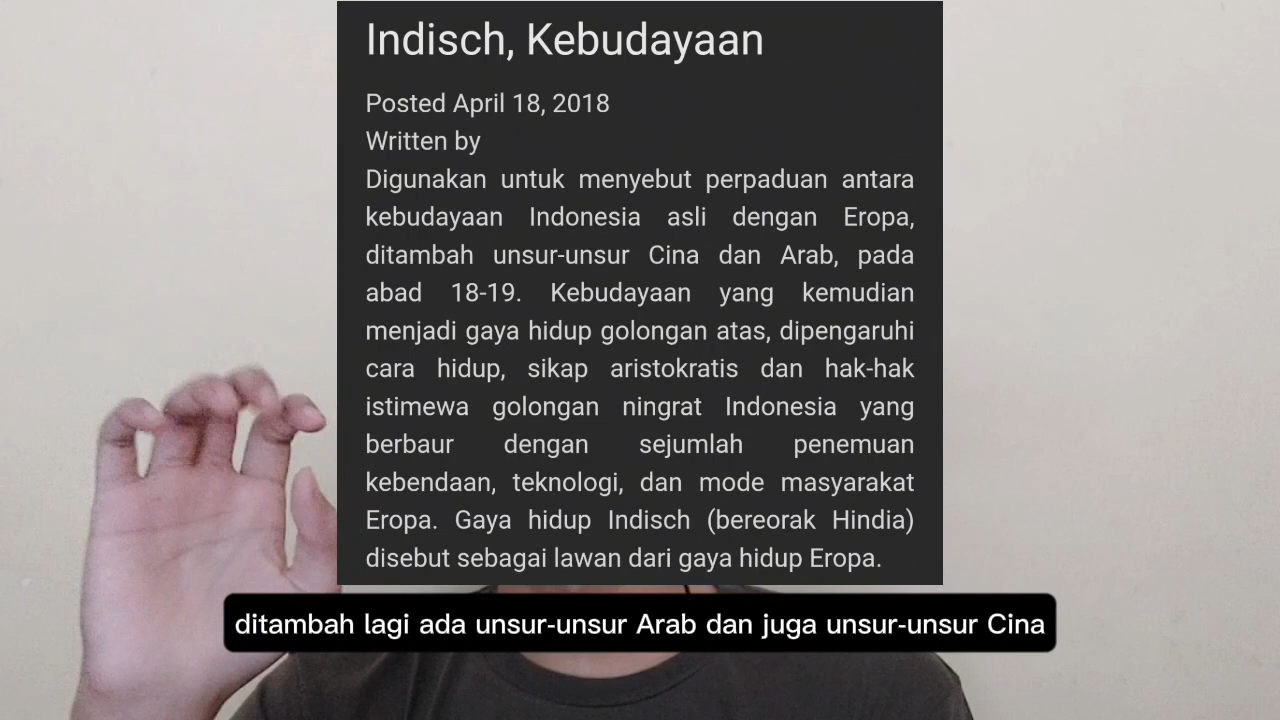 Indisch, Kebudayaan
Posted April 18, 2018
Written by
Digunakan untuk menyebut perpaduan antara
kebudayaan Indonesia asli dengan Eropa,
ditambah unsur-unsur Cina dan Arab, pada
abad 18-19. Kebudayaan yang kemudian
menjadi gaya hidup golongan atas, dipengaruhi
cara hidup, sikap aristokratis dan hak-hak
istimewa golongan ningrat Indonesia yang
berbaur dengan sejumlah penemuan
kebendaan, teknologi, dan mode masyarakat
Eropa. Gaya hidup Indisch (bereorak Hindia)
disebut sebagai lawan dari gaya hidup Eropa.
ditambah lagi ada unsur-unsur Arab dan juga unsur-unsur Cina